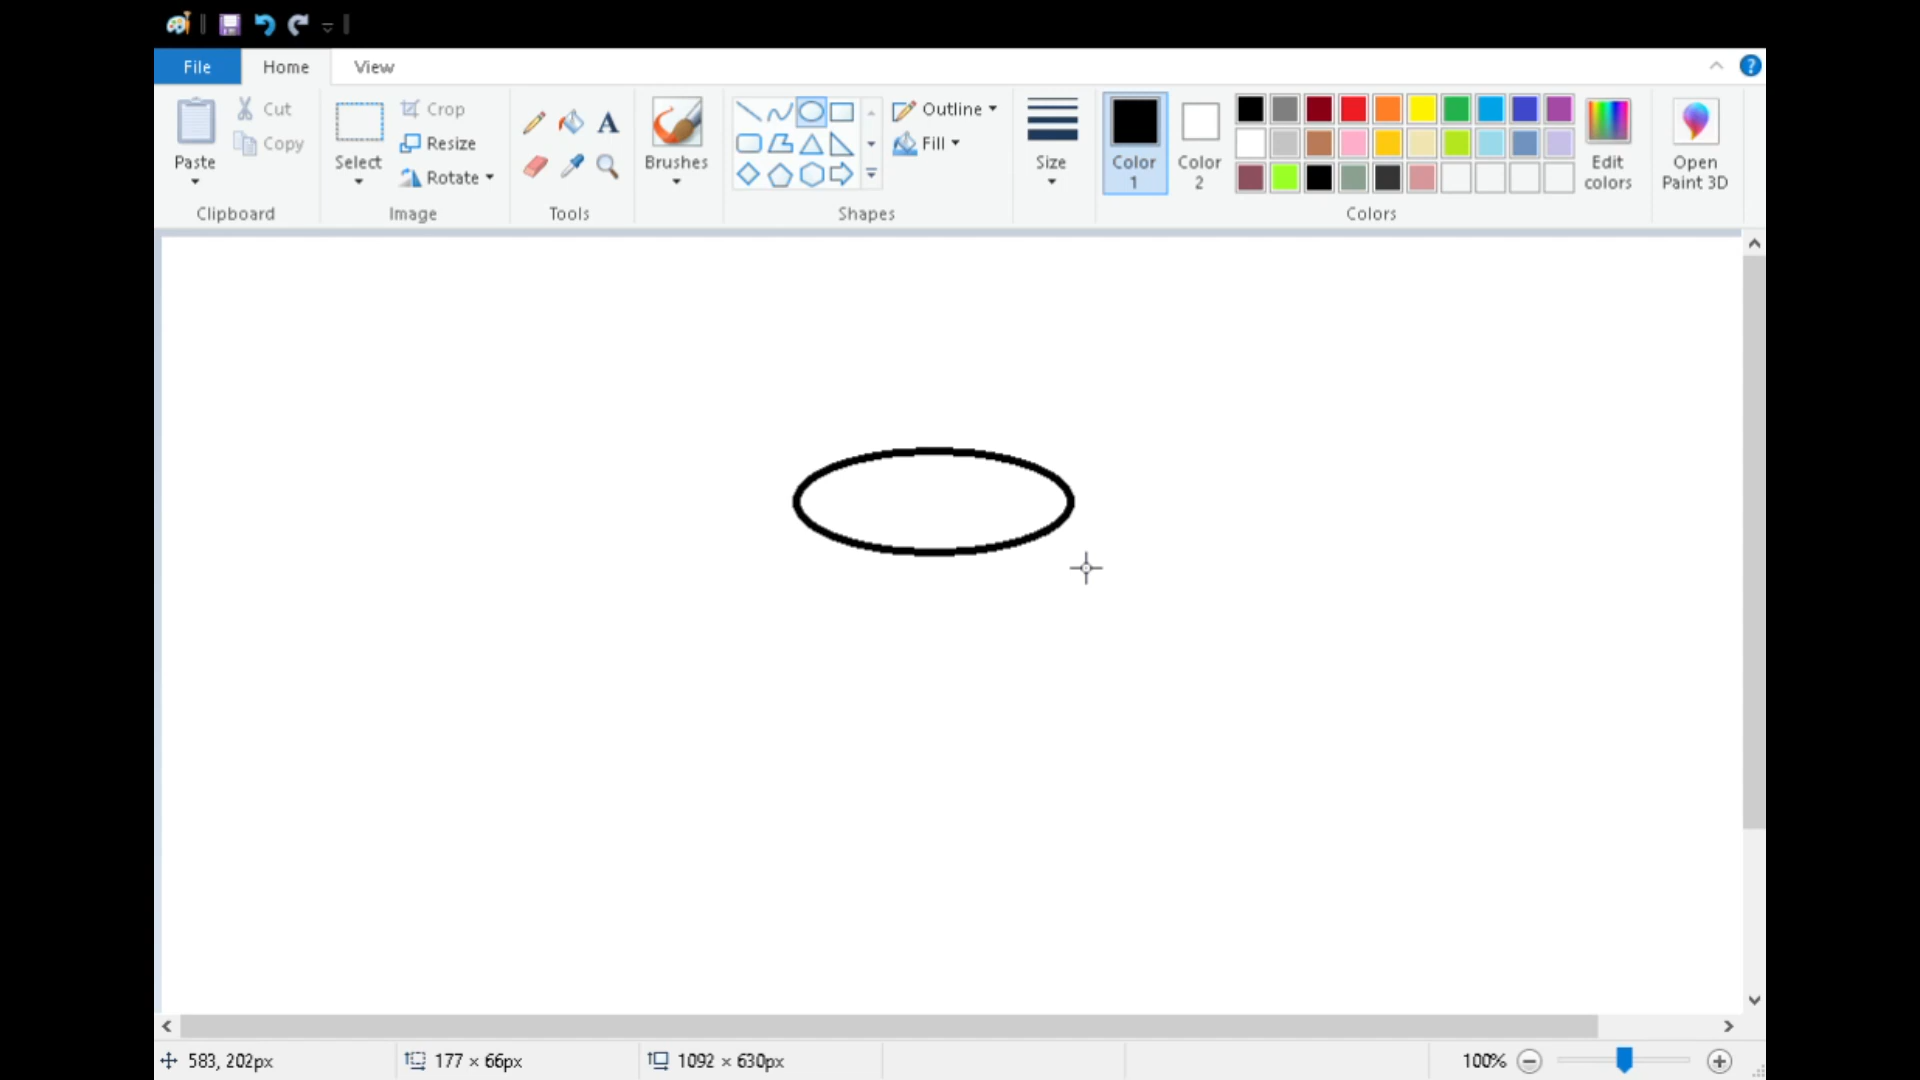 File Home View
Paste Cut Copy
Clipboard
Select Crop Resize Rotate
Image
A
Tools
Brushes
Outline Fill
Shapes
Size
Color 1
Color 2
Edit colors
Colors
Open Paint 3D
?
583, 202px
177 × 66px
1092 × 630px
100%